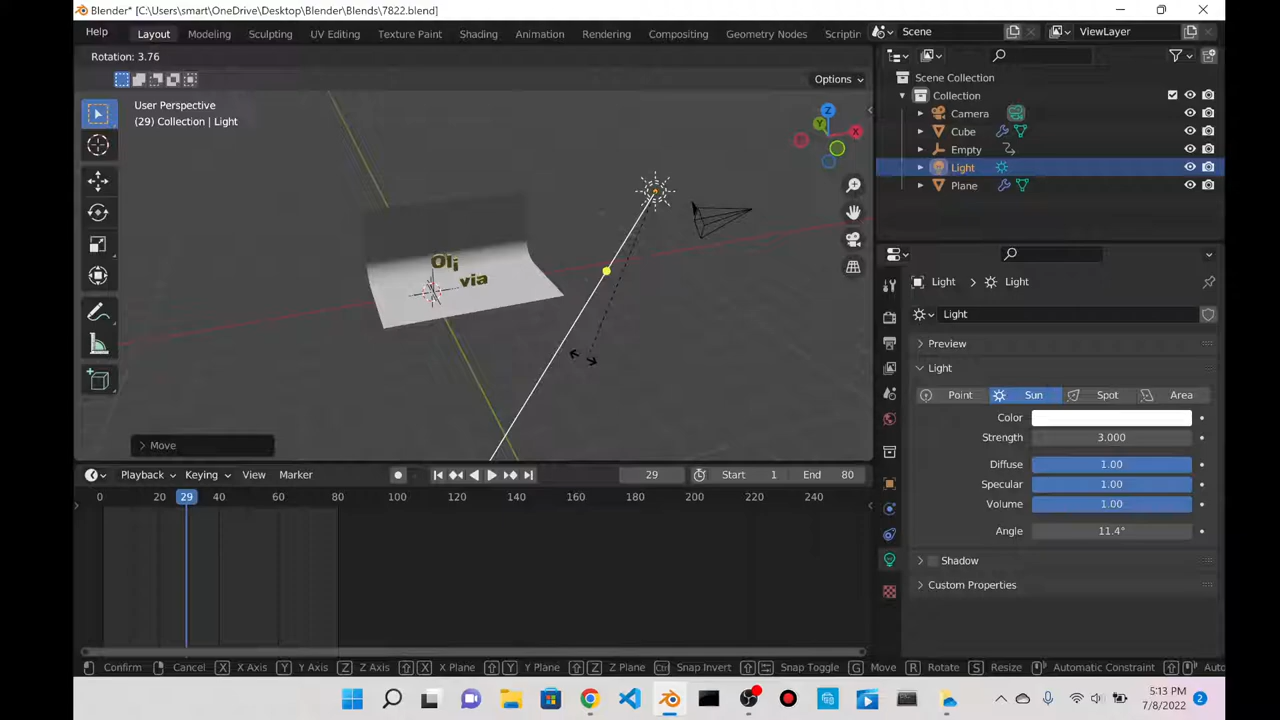 Blender* [C:\Users\smart\OneDrive\Desktop\Blender\Blends\7822.blend]
Help Layout Modeling Sculpting UV Editing Texture Paint Shading Animation Rendering Compositing Geometry Nodes Scriptin Scene ViewLayer
Rotation: 3.76
Options
User Perspective
(29) Collection | Light
Z
Y
X
Oli
via
Move
Scene Collection
Collection
Camera
Cube
Empty
Light
Plane
Light > Light
Light
Preview
Light
Point Sun Spot Area
Color
Strength 3.000
Diffuse 1.00
Specular 1.00
Volume 1.00
Angle 11.4°
Shadow
Custom Properties
Playback Keying View Marker 29 Start 1 End 80
0 20 29 40 60 80 100 120 140 160 180 200 220 240
Confirm Cancel X X Axis Y Y Axis Z Z Axis X X Plane Y Y Plane Z Z Plane Ctrl Snap Invert Snap Toggle G Move R Rotate S Resize Automatic Constraint Auto
5:13 PM
7/8/2022
2